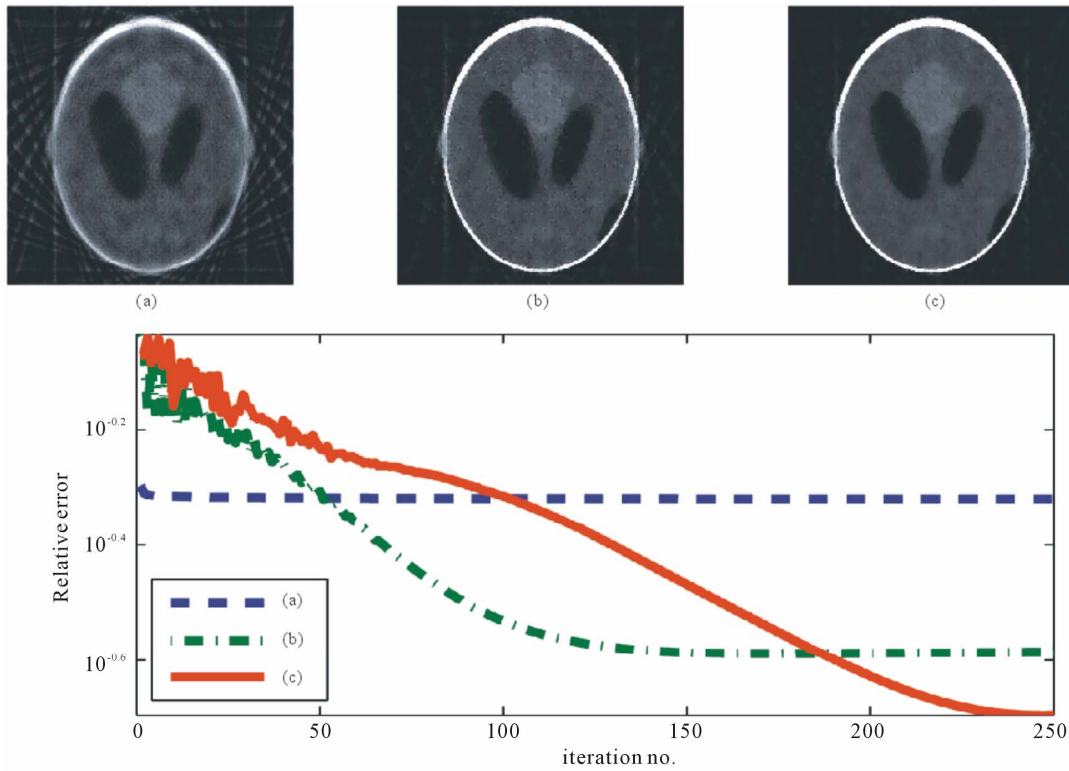 (a)
(b)
(c)
10^-0.2
10^-0.4
10^-0.6
Relative error
(a)
(b)
(c)
0
50
100
150
200
250
iteration no.